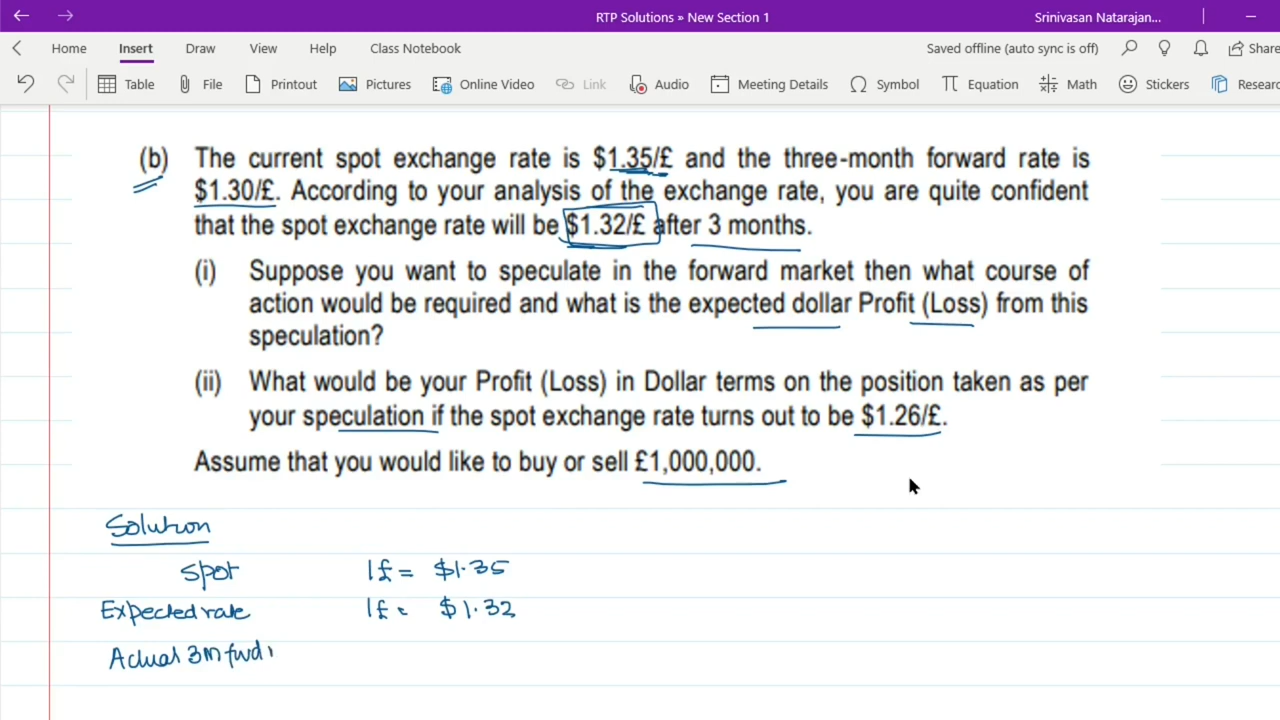 RTP Solutions » New Section 1
Srinivasan Natarajan...
Home Insert Draw View Help Class Notebook Saved offline (auto sync is off) Share
Table File Printout Pictures Online Video Link Audio Meeting Details Symbol Equation Math Stickers Resear
(b) The current spot exchange rate is $1.35/£ and the three-month forward rate is
$1.30/£. According to your analysis of the exchange rate, you are quite confident
that the spot exchange rate will be $1.32/£ after 3 months.
(i) Suppose you want to speculate in the forward market then what course of
action would be required and what is the expected dollar Profit (Loss) from this
speculation?
(ii) What would be your Profit (Loss) in Dollar terms on the position taken as per
your speculation if the spot exchange rate turns out to be $1.26/£.
Assume that you would like to buy or sell £1,000,000.
Solution
Spot 1£ = $1.35
Expected rate 1£ = $1.32
Actual 3M fwd